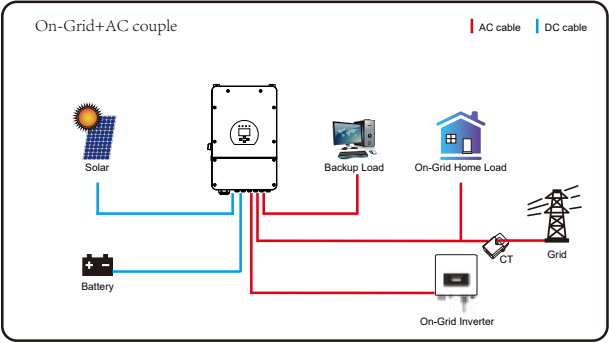 On-Grid+AC couple
AC cable
DC cable
Solar
Backup Load
On-Grid Home Load
CT
Grid
Battery
On-Grid Inverter